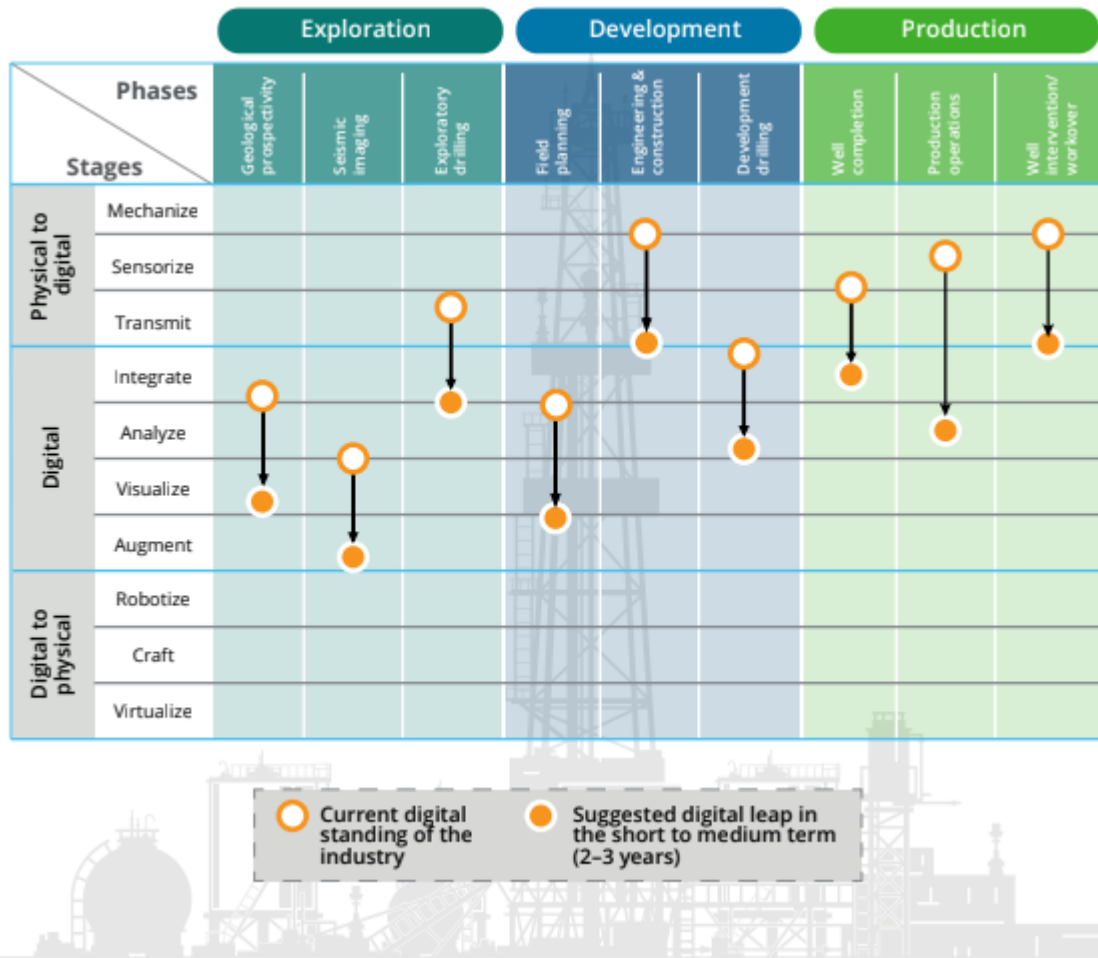 Exploration
Development
Production
Phases
Stages
Geological
prospectivity
Seismic
imaging
Exploratory
drilling
Field
planning
Engineering &
construction
Development
drilling
Well
completion
Production
operations
Well
intervention/
workover
Physical to
digital
Mechanize
Sensorize
Transmit
Digital
Integrate
Analyze
Visualize
Augment
Digital to
physical
Robotize
Craft
Virtualize
Current digital
standing of the
industry
Suggested digital leap in
the short to medium term
(2–3 years)